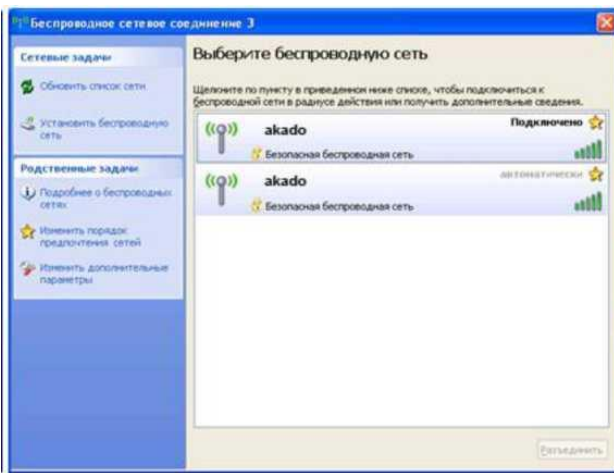 Беспроводное сетевое соединение 3
Сетевые задачи
Обновить список сети
Установить беспроводную
сеть
Родственные задачи
Подробнее о беспроводных
сетях
Изменить порядок
предпочтения сетей
Изменить дополнительные
параметры
Выберите беспроводную сеть
Щелкните по пункту в приведенном ниже списке, чтобы подключиться к
беспроводной сети в радиусе действия или получить дополнительные сведения.
akado
Подключено
Безопасная беспроводная сеть
akado
автоматически
Безопасная беспроводная сеть
Разъединить